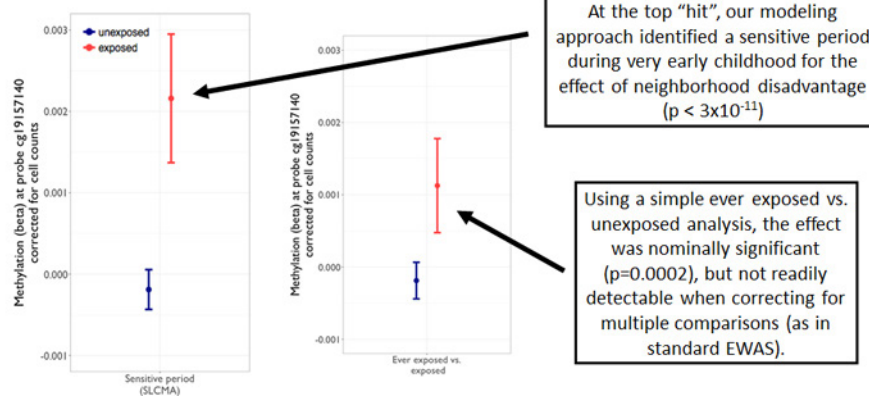 At the top “hit”, our modeling
approach identified a sensitive period
during very early childhood for the
effect of neighborhood disadvantage
(p < 3x10⁻¹¹)
unexposed
exposed
0.003
0.002
0.001
0.000
-0.001
Methylation (beta) at probe cg19157140
corrected for cell counts
Sensitive period
(SLCMA)
0.003
0.002
0.001
0.000
-0.001
Methylation (beta) at probe cg19157140
corrected for cell counts
Ever exposed vs.
exposed
Using a simple ever exposed vs.
unexposed analysis, the effect
was nominally significant
(p=0.0002), but not readily
detectable when correcting for
multiple comparisons (as in
standard EWAS).